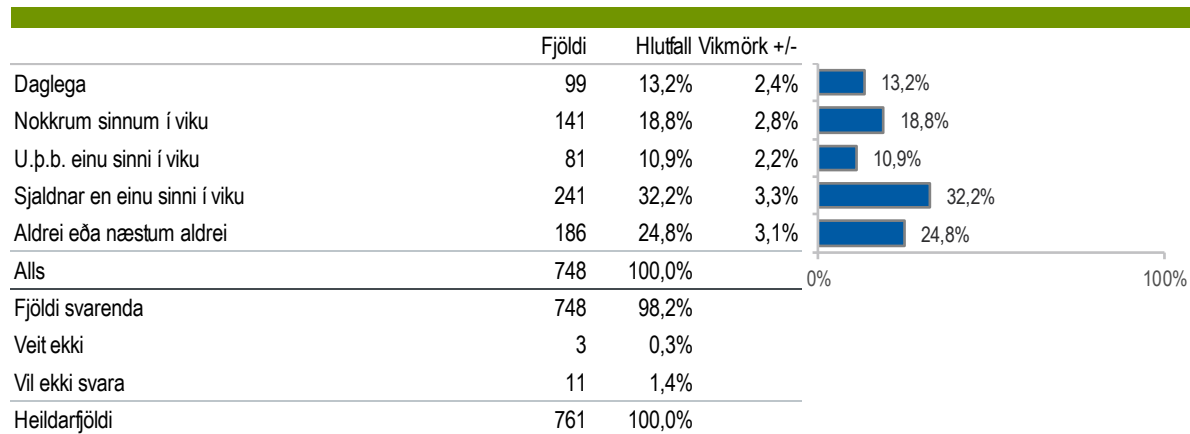 Fjöldi Hlutfall Vikmörk +/-
Daglega 99 13,2% 2,4% 13,2%
Nokkrum sinnum í viku 141 18,8% 2,8% 18,8%
U.þ.b. einu sinni í viku 81 10,9% 2,2% 10,9%
Sjaldnar en einu sinni í viku 241 32,2% 3,3% 32,2%
Aldrei eða næstum aldrei 186 24,8% 3,1% 24,8%
Alls 748 100,0% 0% 100%
Fjöldi svarenda 748 98,2%
Veit ekki 3 0,3%
Vil ekki svara 11 1,4%
Heildarfjöldi 761 100,0%